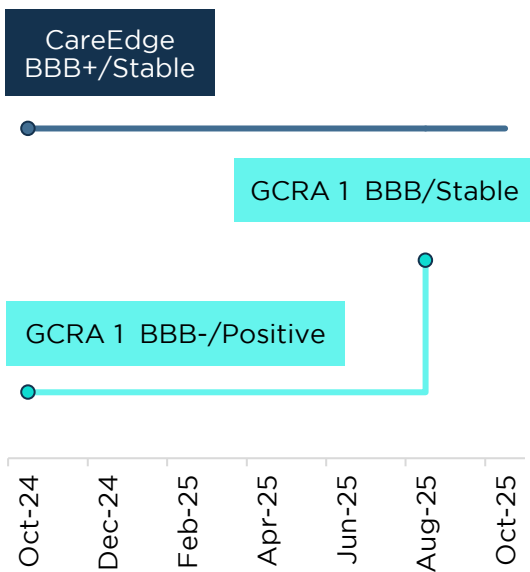 CareEdge
BBB+/Stable
GCRA 1 BBB/Stable
GCRA 1 BBB-/Positive
Oct-24
Dec-24
Feb-25
Apr-25
Jun-25
Aug-25
Oct-25